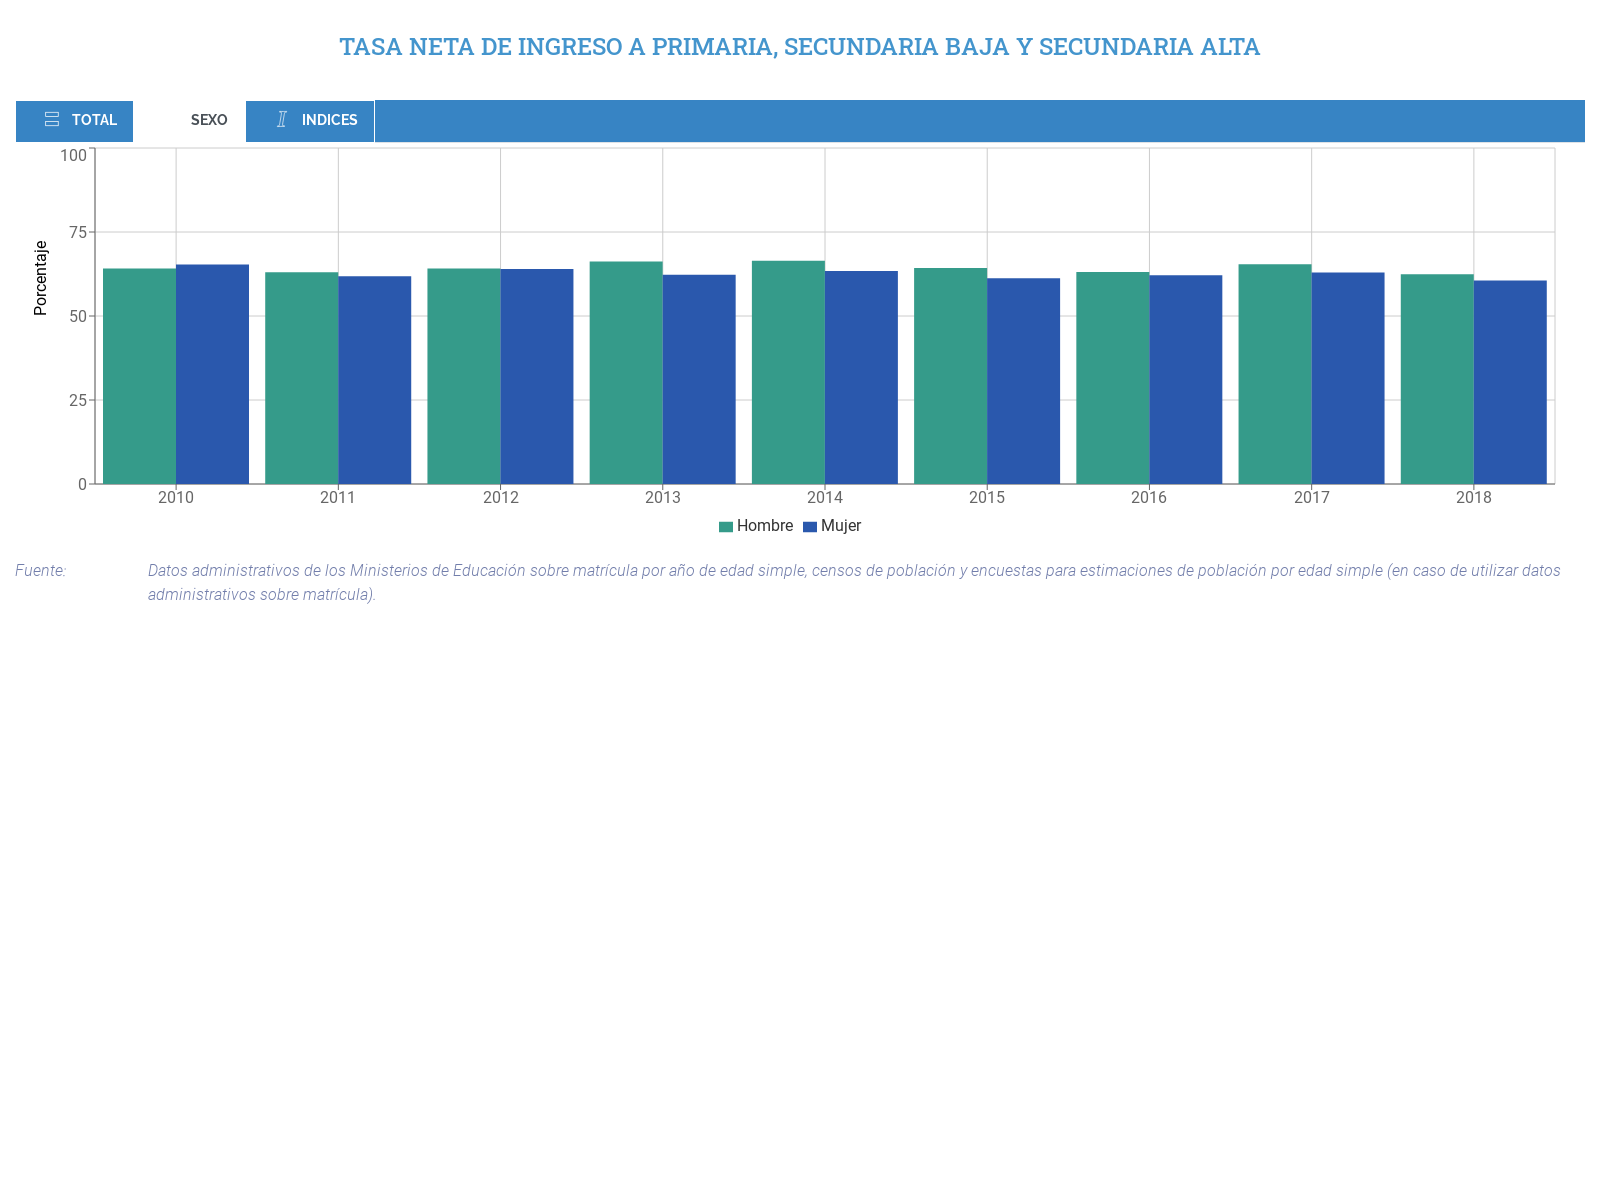 TASA NETA DE INGRESO A PRIMARIA, SECUNDARIA BAJA Y SECUNDARIA ALTA
TOTAL SEXO INDICES
Porcentaje
100
75
50
25
0
2010 2011 2012 2013 2014 2015 2016 2017 2018
Hombre Mujer
Fuente: Datos administrativos de los Ministerios de Educación sobre matrícula por año de edad simple, censos de población y encuestas para estimaciones de población por edad simple (en caso de utilizar datos
administrativos sobre matrícula).